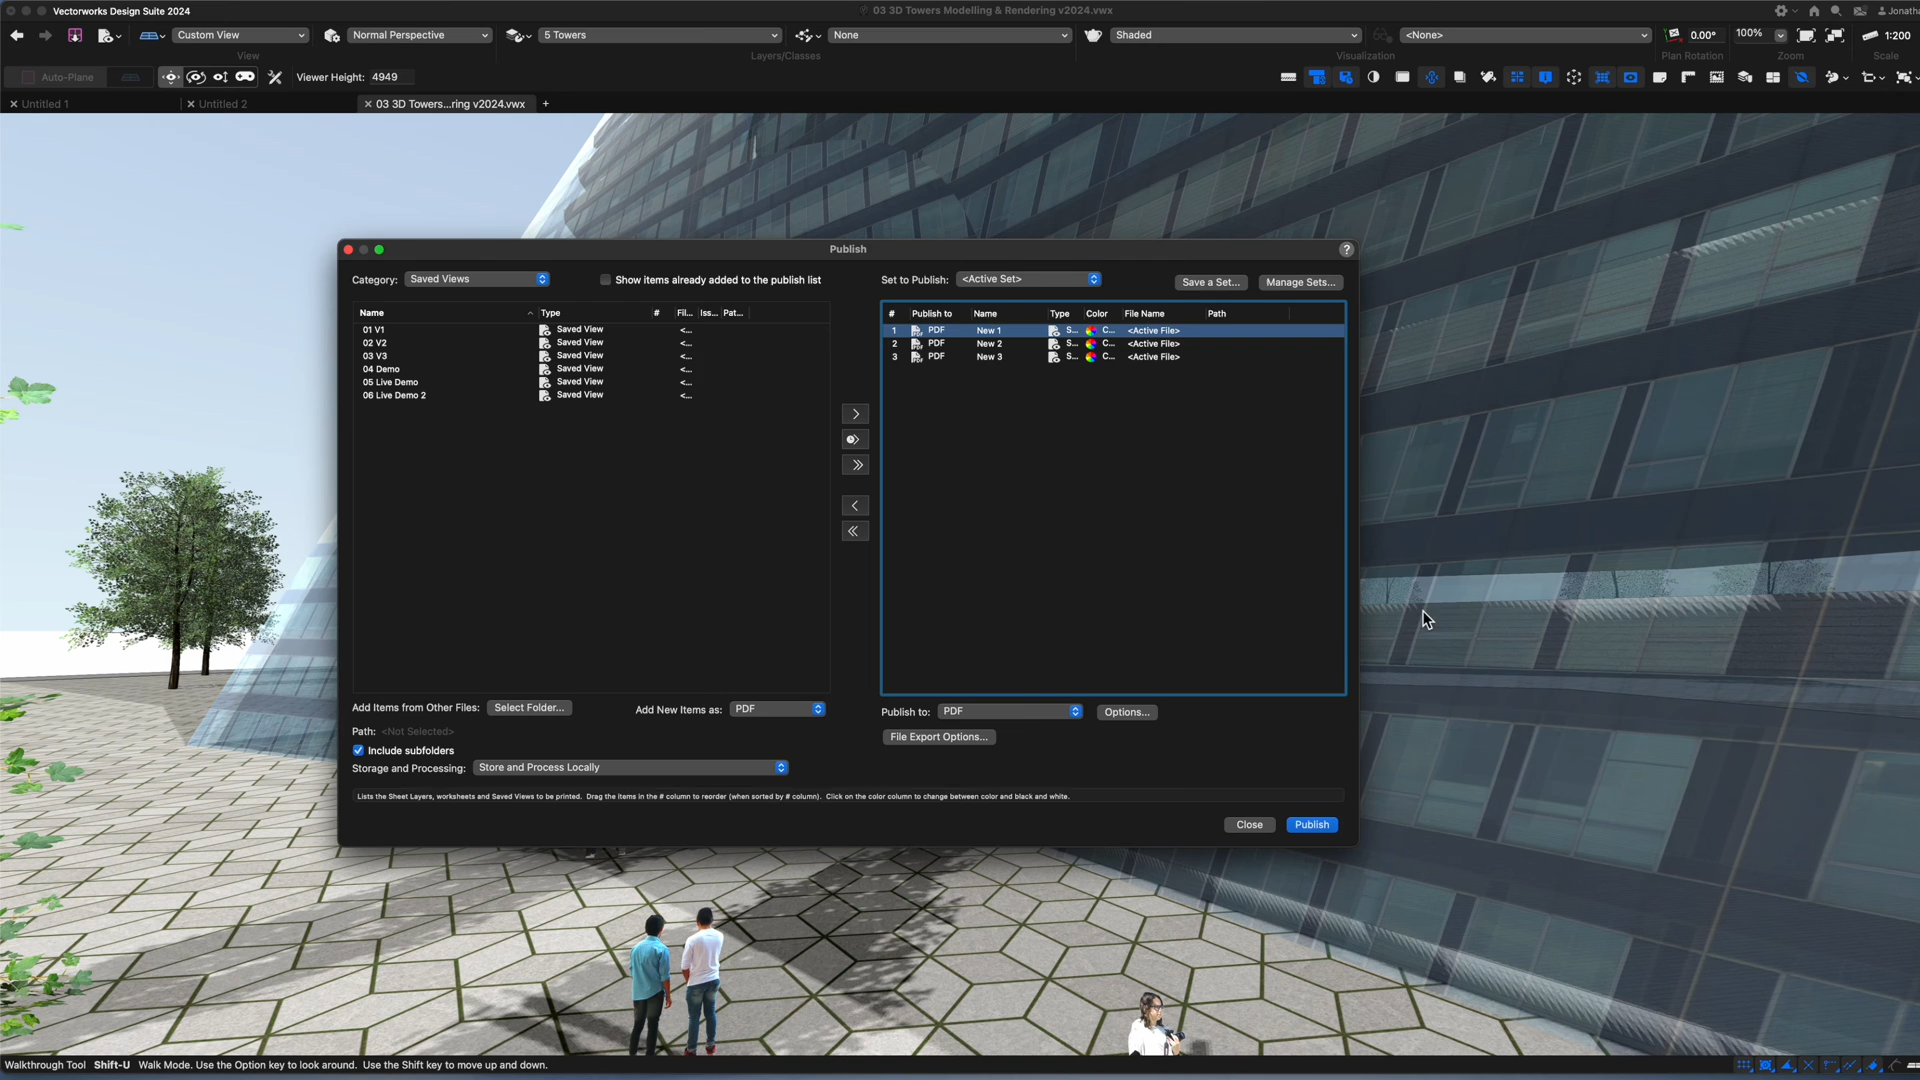 Vectorworks Design Suite 2024
03 3D Towers Modelling & Rendering v2024.vwx
Jonatha
Custom View
Normal Perspective
5 Towers
None
Shaded
<None>
0.00°
100%
1:200
View
Layers/Classes
Visualization
Plan Rotation
Zoom
Scale
Auto-Plane
Viewer Height: 4949
Untitled 1
Untitled 2
03 3D Towers...ring v2024.vwx
+
Publish
?
Category: Saved Views
Show items already added to the publish list
Set to Publish: <Active Set>
Save a Set...
Manage Sets...
Name Type # Fil... Iss... Pat...
01 V1 Saved View <...
02 V2 Saved View <...
03 V3 Saved View <...
04 Demo Saved View <...
05 Live Demo Saved View <...
06 Live Demo 2 Saved View <...
# Publish to Name Type Color File Name Path
1 PDF New 1 S... C... <Active File>
2 PDF New 2 S... C... <Active File>
3 PDF New 3 S... C... <Active File>
Add Items from Other Files: Select Folder...
Add New Items as: PDF
Path: <Not Selected>
Include subfolders
Storage and Processing: Store and Process Locally
Publish to: PDF
Options...
File Export Options...
Lists the Sheet Layers, worksheets and Saved Views to be printed. Drag the items in the # column to reorder (when sorted by # column). Click on the color column to change between color and black and white.
Close
Publish
Walkthrough Tool Shift-U Walk Mode. Use the Option key to look around. Use the Shift key to move up and down.